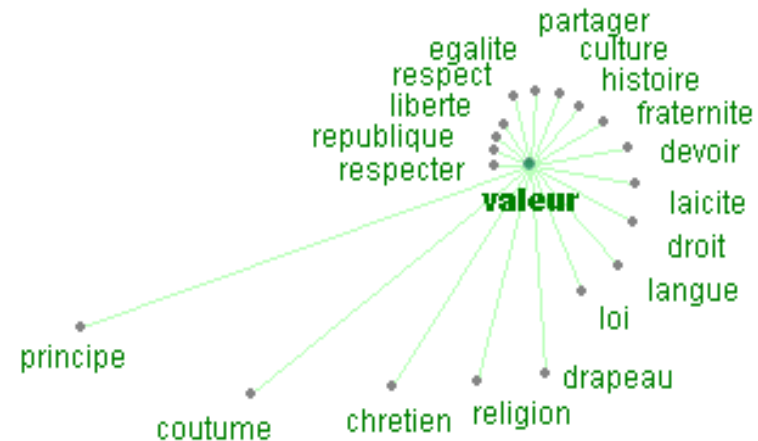 partager
egalite
culture
respect
histoire
liberte
fraternite
republique
devoir
respecter
valeur
laicite
droit
langue
loi
principe
drapeau
coutume
chretien
religion